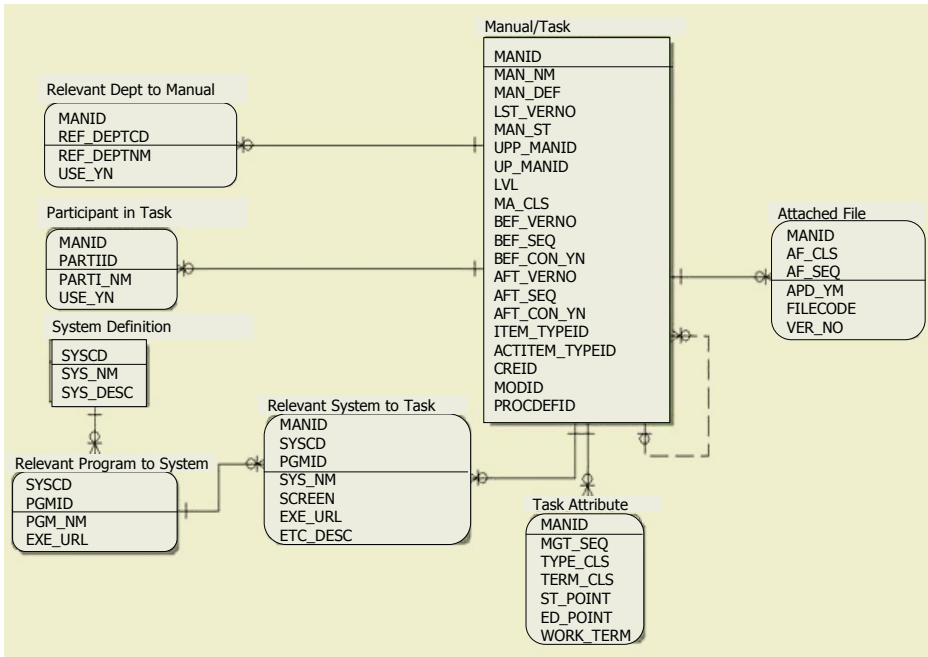 Manual/Task
MANID
MAN_NM
MAN_DEF
LST_VERNO
MAN_ST
UPP_MANID
UP_MANID
LVL
MA_CLS
BEF_VERNO
BEF_SEQ
BEF_CON_YN
AFT_VERNO
AFT_SEQ
AFT_CON_YN
ITEM_TYPEID
ACTITEM_TYPEID
CREID
MODID
PROCDEFID
Relevant Dept to Manual
MANID
REF_DEPTCD
REF_DEPTNM
USE_YN
Participant in Task
MANID
PARTIID
PARTI_NM
USE_YN
System Definition
SYSCD
SYS_NM
SYS_DESC
Relevant Program to System
SYSCD
PGMID
PGM_NM
EXE_URL
Relevant System to Task
MANID
SYSCD
PGMID
SYS_NM
SCREEN
EXE_URL
ETC_DESC
Attached File
MANID
AF_CLS
AF_SEQ
APD_YM
FILECODE
VER_NO
Task Attribute
MANID
MGT_SEQ
TYPE_CLS
TERM_CLS
ST_POINT
ED_POINT
WORK_TERM